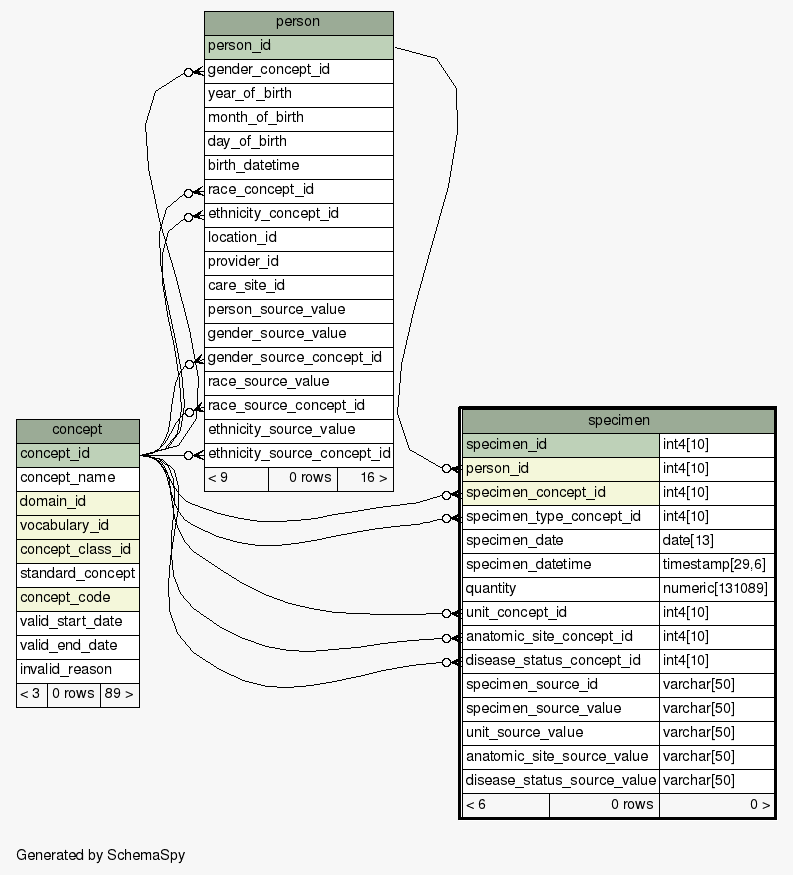 person
person_id
gender_concept_id
year_of_birth
month_of_birth
day_of_birth
birth_datetime
race_concept_id
ethnicity_concept_id
location_id
provider_id
care_site_id
person_source_value
gender_source_value
gender_source_concept_id
race_source_value
race_source_concept_id
ethnicity_source_value
ethnicity_source_concept_id
< 9 0 rows 16 >
concept
concept_id
concept_name
domain_id
vocabulary_id
concept_class_id
standard_concept
concept_code
valid_start_date
valid_end_date
invalid_reason
< 3 0 rows 89 >
specimen
specimen_id int4[10]
person_id int4[10]
specimen_concept_id int4[10]
specimen_type_concept_id int4[10]
specimen_date date[13]
specimen_datetime timestamp[29,6]
quantity numeric[131089]
unit_concept_id int4[10]
anatomic_site_concept_id int4[10]
disease_status_concept_id int4[10]
specimen_source_id varchar[50]
specimen_source_value varchar[50]
unit_source_value varchar[50]
anatomic_site_source_value varchar[50]
disease_status_source_value varchar[50]
< 6 0 rows 0 >
Generated by SchemaSpy